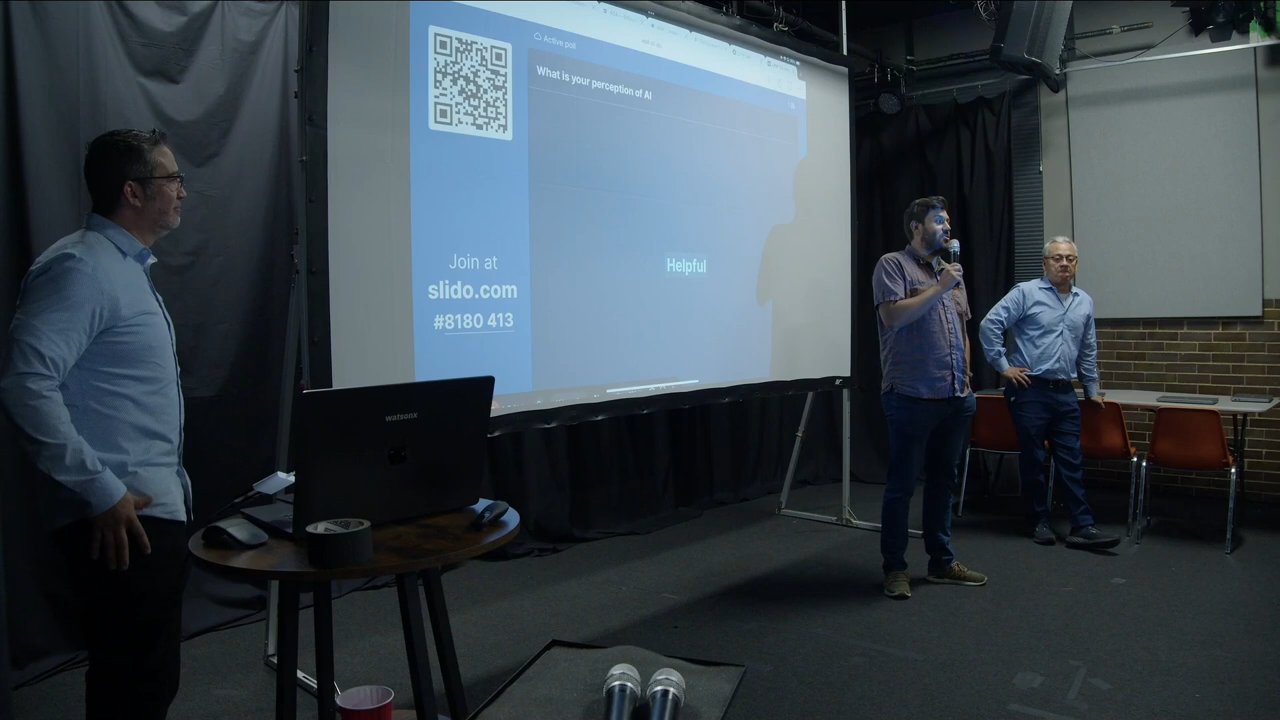 Active poll
What is your perception of AI
Helpful
Join at
slido.com
#8180 413
watsonx